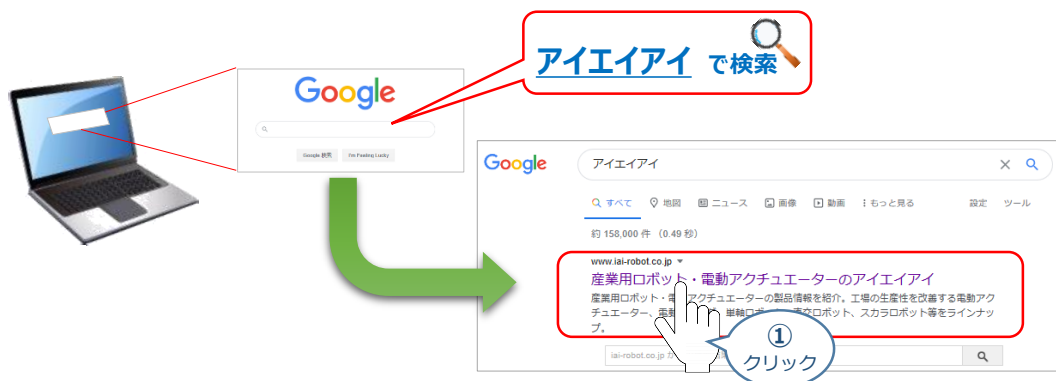 アイエイアイ で検索
Google
Google 検索 I'm Feeling Lucky
Google アイエイアイ
すべて 地図 ニュース 画像 動画 もっと見る 設定 ツール
約 158,000 件 (0.49 秒)
www.iai-robot.co.jp
産業用ロボット・電動アクチュエーターのアイエイアイ
産業用ロボット・電 アクチュエーターの製品情報を紹介。工場の生産性を改善する電動アク
チュエーター、電動 単軸ロ 直交ロボット、スカラロボット等をラインナッ
プ。
iai-robot.co.jp
①
クリック